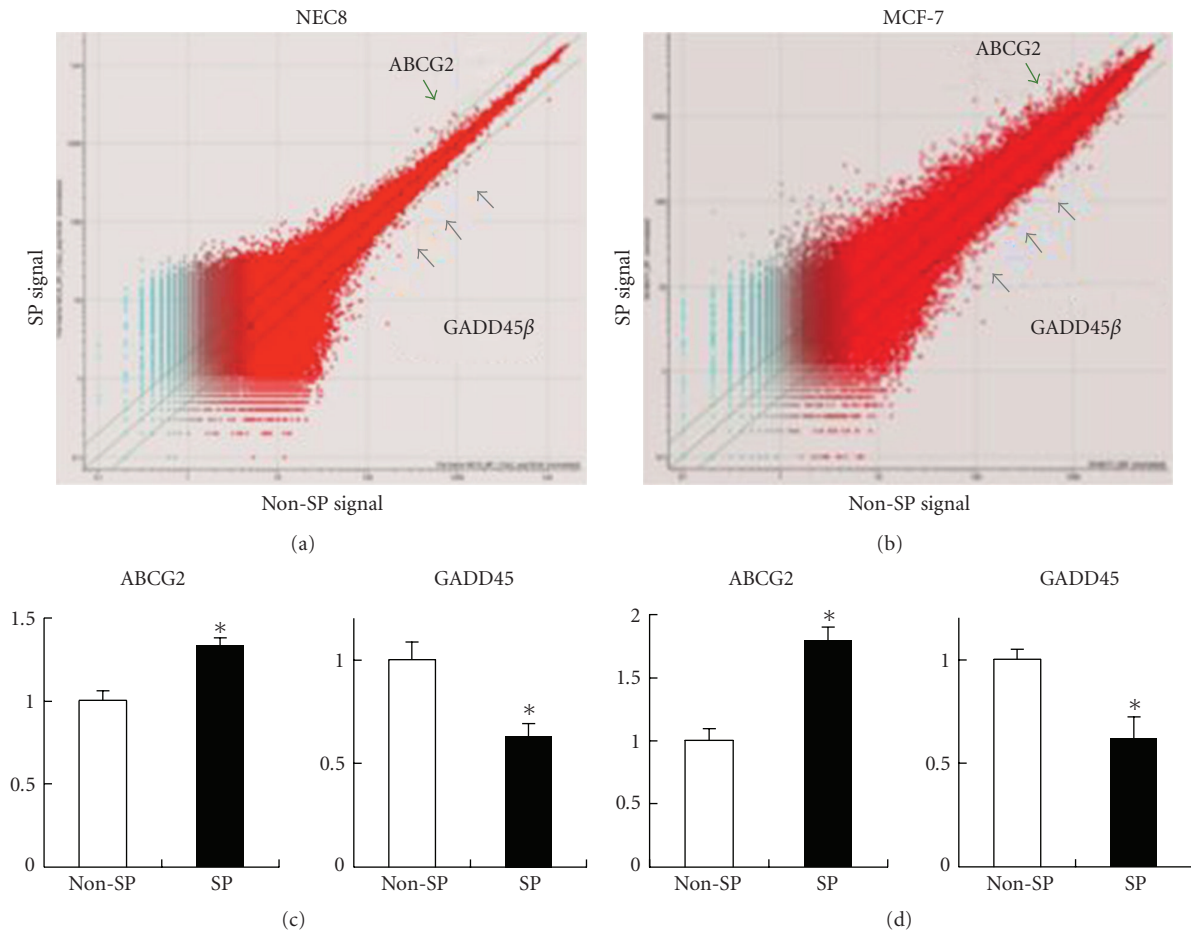 NEC8
ABCG2
GADD45β
SP signal
Non-SP signal
(a)
MCF-7
ABCG2
GADD45β
SP signal
Non-SP signal
(b)
ABCG2
1.5
1
0.5
0
*
Non-SP
SP
GADD45
1
0.5
0
*
Non-SP
SP
(c)
ABCG2
2
1.5
1
0.5
0
*
Non-SP
SP
GADD45
1
0.5
0
*
Non-SP
SP
(d)